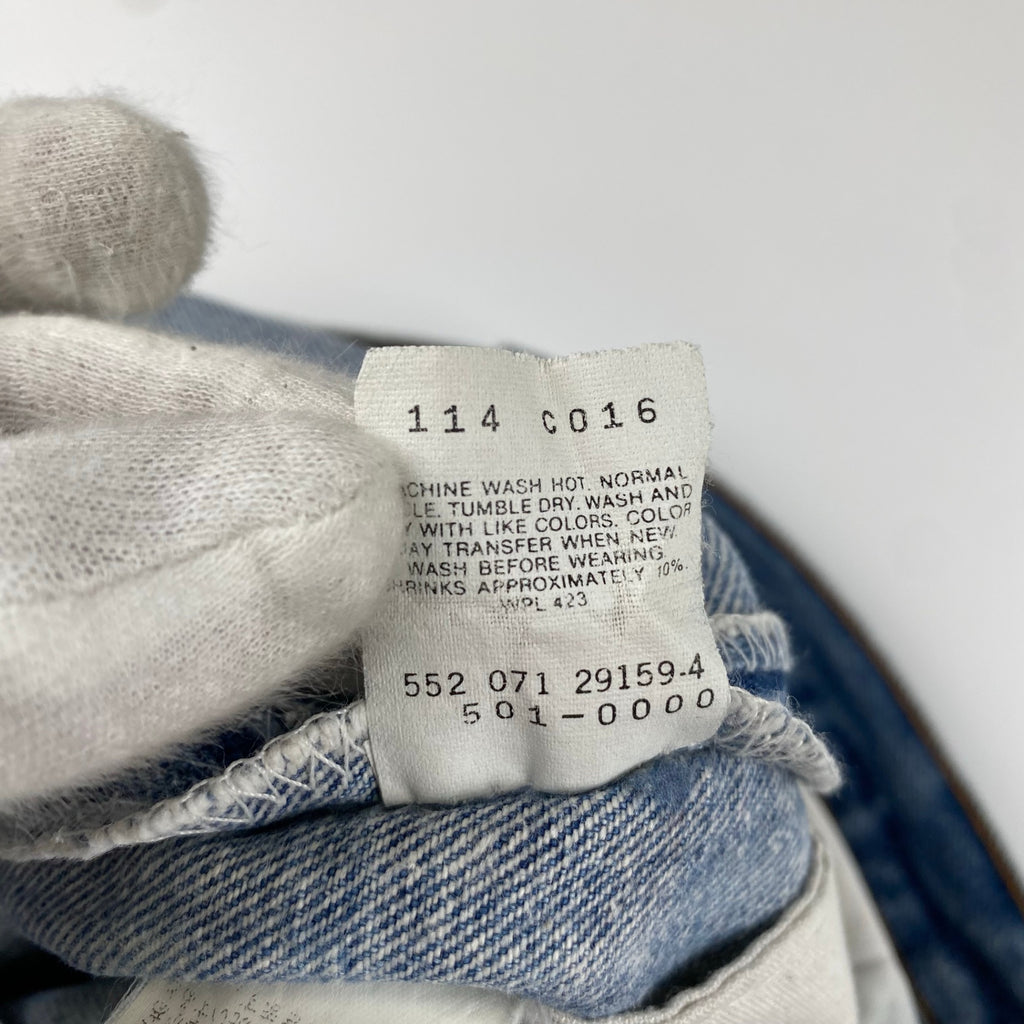 114 C016
ACHINE WASH HOT. NORMAL
CLE. TUMBLE DRY. WASH AND
Y WITH LIKE COLORS. COLOR
AY TRANSFER WHEN NEW
WASH BEFORE WEARING
HRINKS APPROXIMATELY 10%.
WPL 423
552 071 29159-4
501-0000